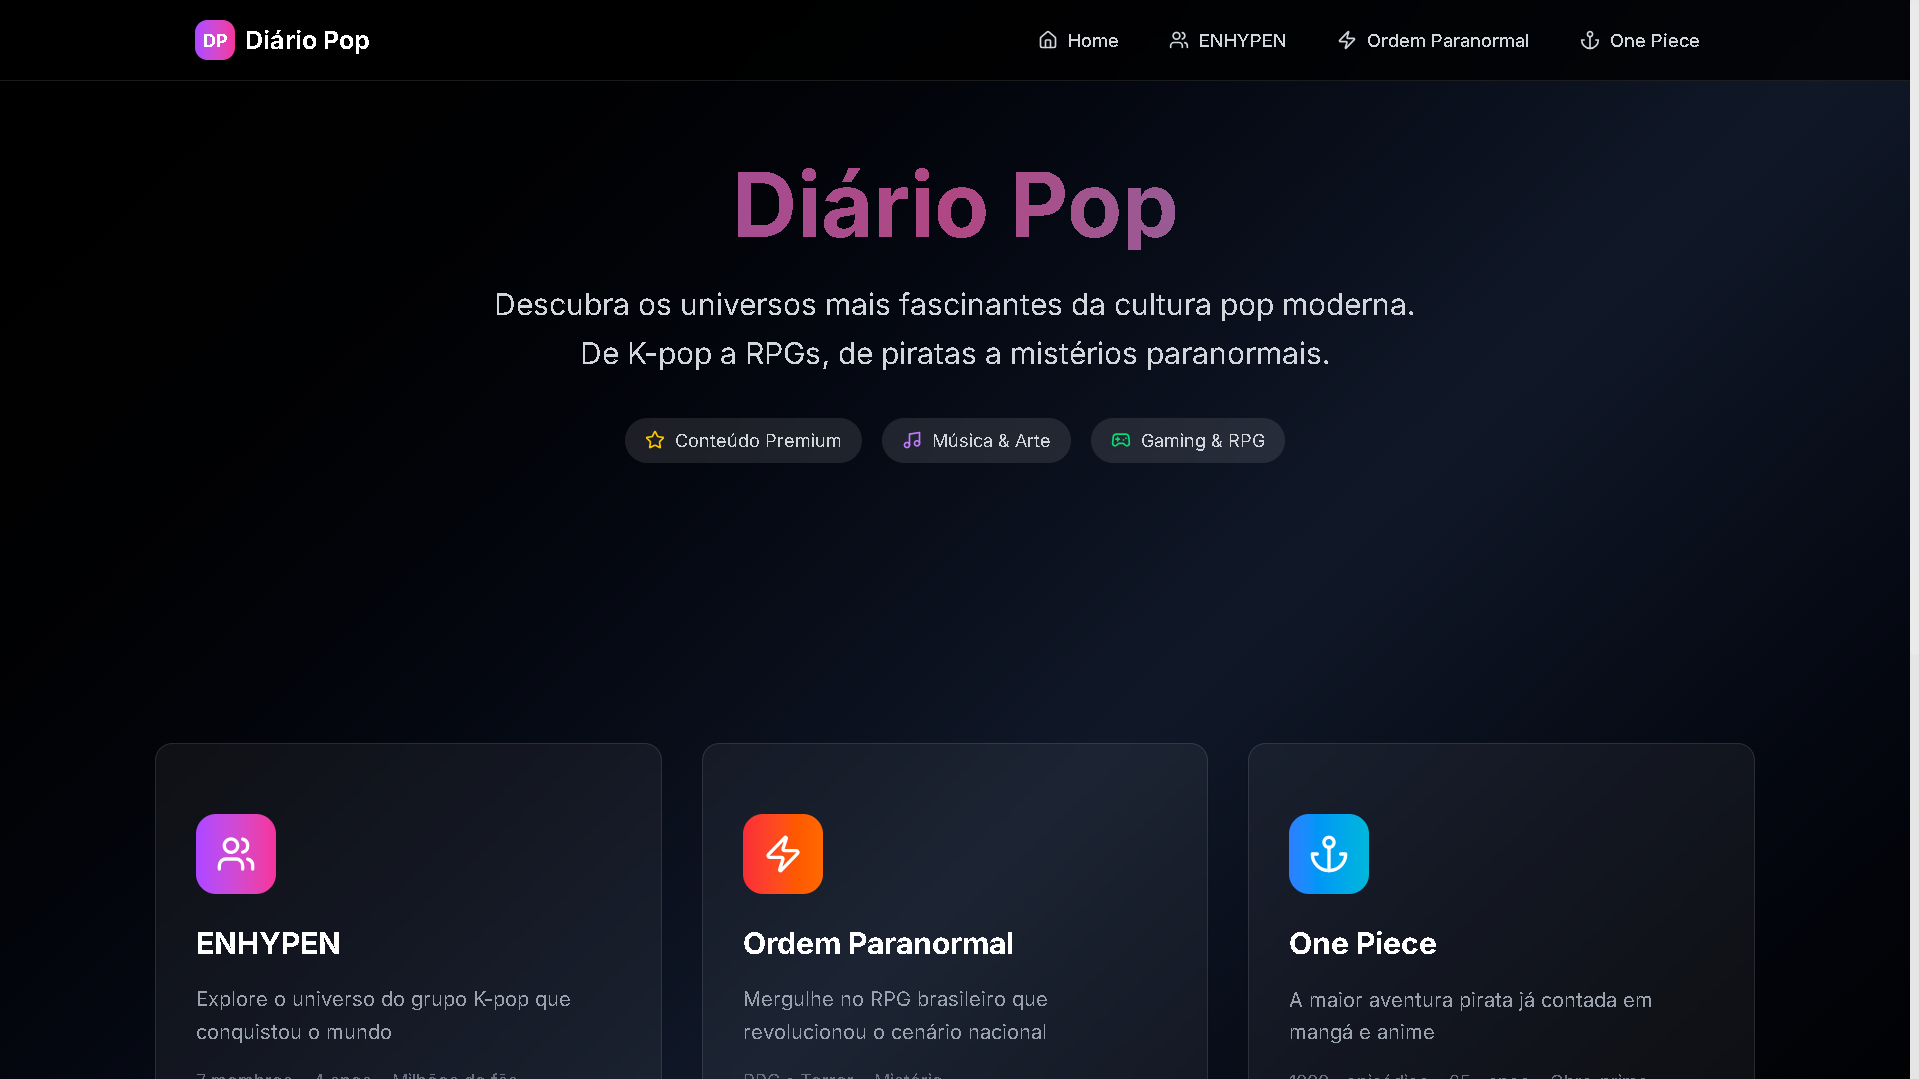 DP Diário Pop
Home ENHYPEN Ordem Paranormal One Piece
Diário Pop
Descubra os universos mais fascinantes da cultura pop moderna.
De K-pop a RPGs, de piratas a mistérios paranormais.
Conteúdo Premium Música & Arte Gaming & RPG
ENHYPEN
Explore o universo do grupo K-pop que
conquistou o mundo
Ordem Paranormal
Mergulhe no RPG brasileiro que
revolucionou o cenário nacional
One Piece
A maior aventura pirata já contada em
mangá e anime